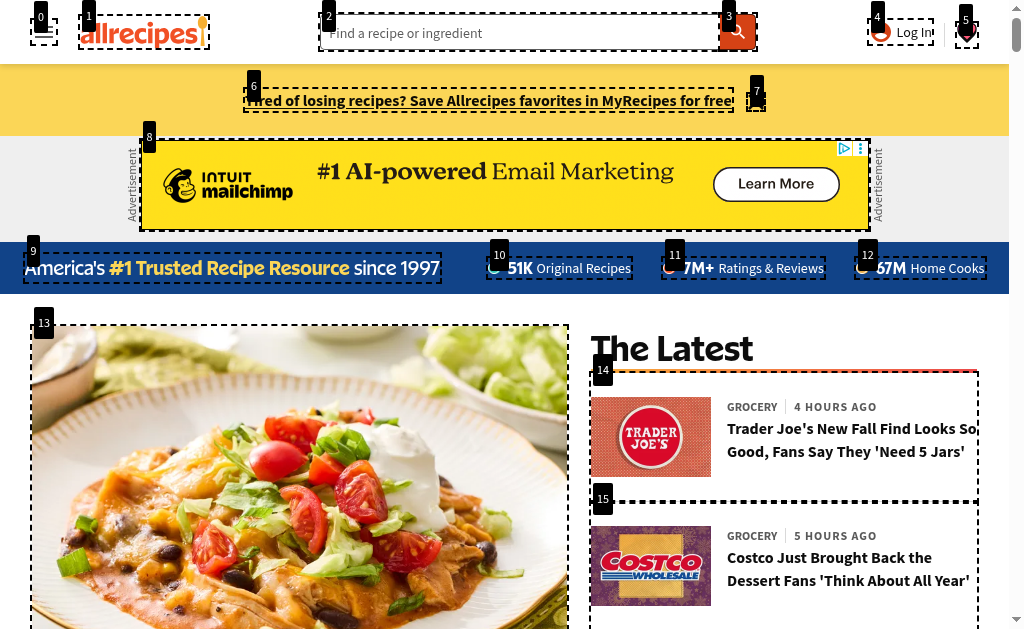 0
1
2
3
4
5
allrecipes
Find a recipe or ingredient
Log In
6
7
Tired of losing recipes? Save Allrecipes favorites in MyRecipes for free
8
Advertisement
INTUIT
mailchimp
#1 AI-powered Email Marketing
Learn More
Advertisement
9
10
11
12
America's #1 Trusted Recipe Resource since 1997
51K Original Recipes
7M+ Ratings & Reviews
67M Home Cooks
13
The Latest
14
TRADER
JOE'S
GROCERY 4 HOURS AGO
Trader Joe's New Fall Find Looks So
Good, Fans Say They 'Need 5 Jars'
15
COSTCO
WHOLESALE
GROCERY 5 HOURS AGO
Costco Just Brought Back the
Dessert Fans 'Think About All Year'